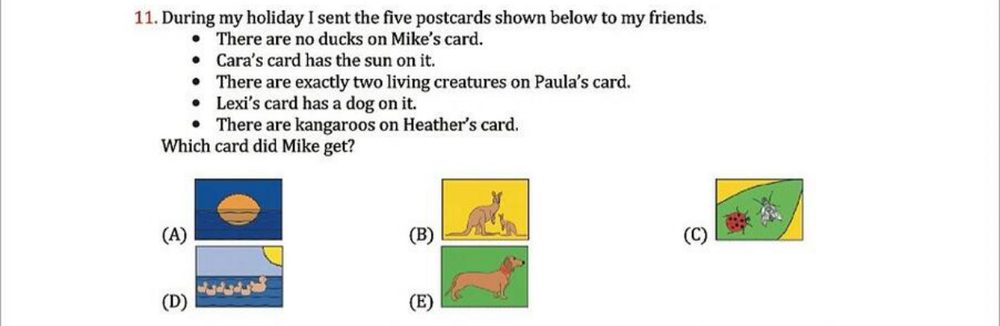 11. During my holiday I sent the five postcards shown below to my friends.
• There are no ducks on Mike's card.
• Cara's card has the sun on it.
• There are exactly two living creatures on Paula's card.
• Lexi's card has a dog on it.
• There are kangaroos on Heather's card.
Which card did Mike get?
(A)
(B)
(C)
(D)
(E)